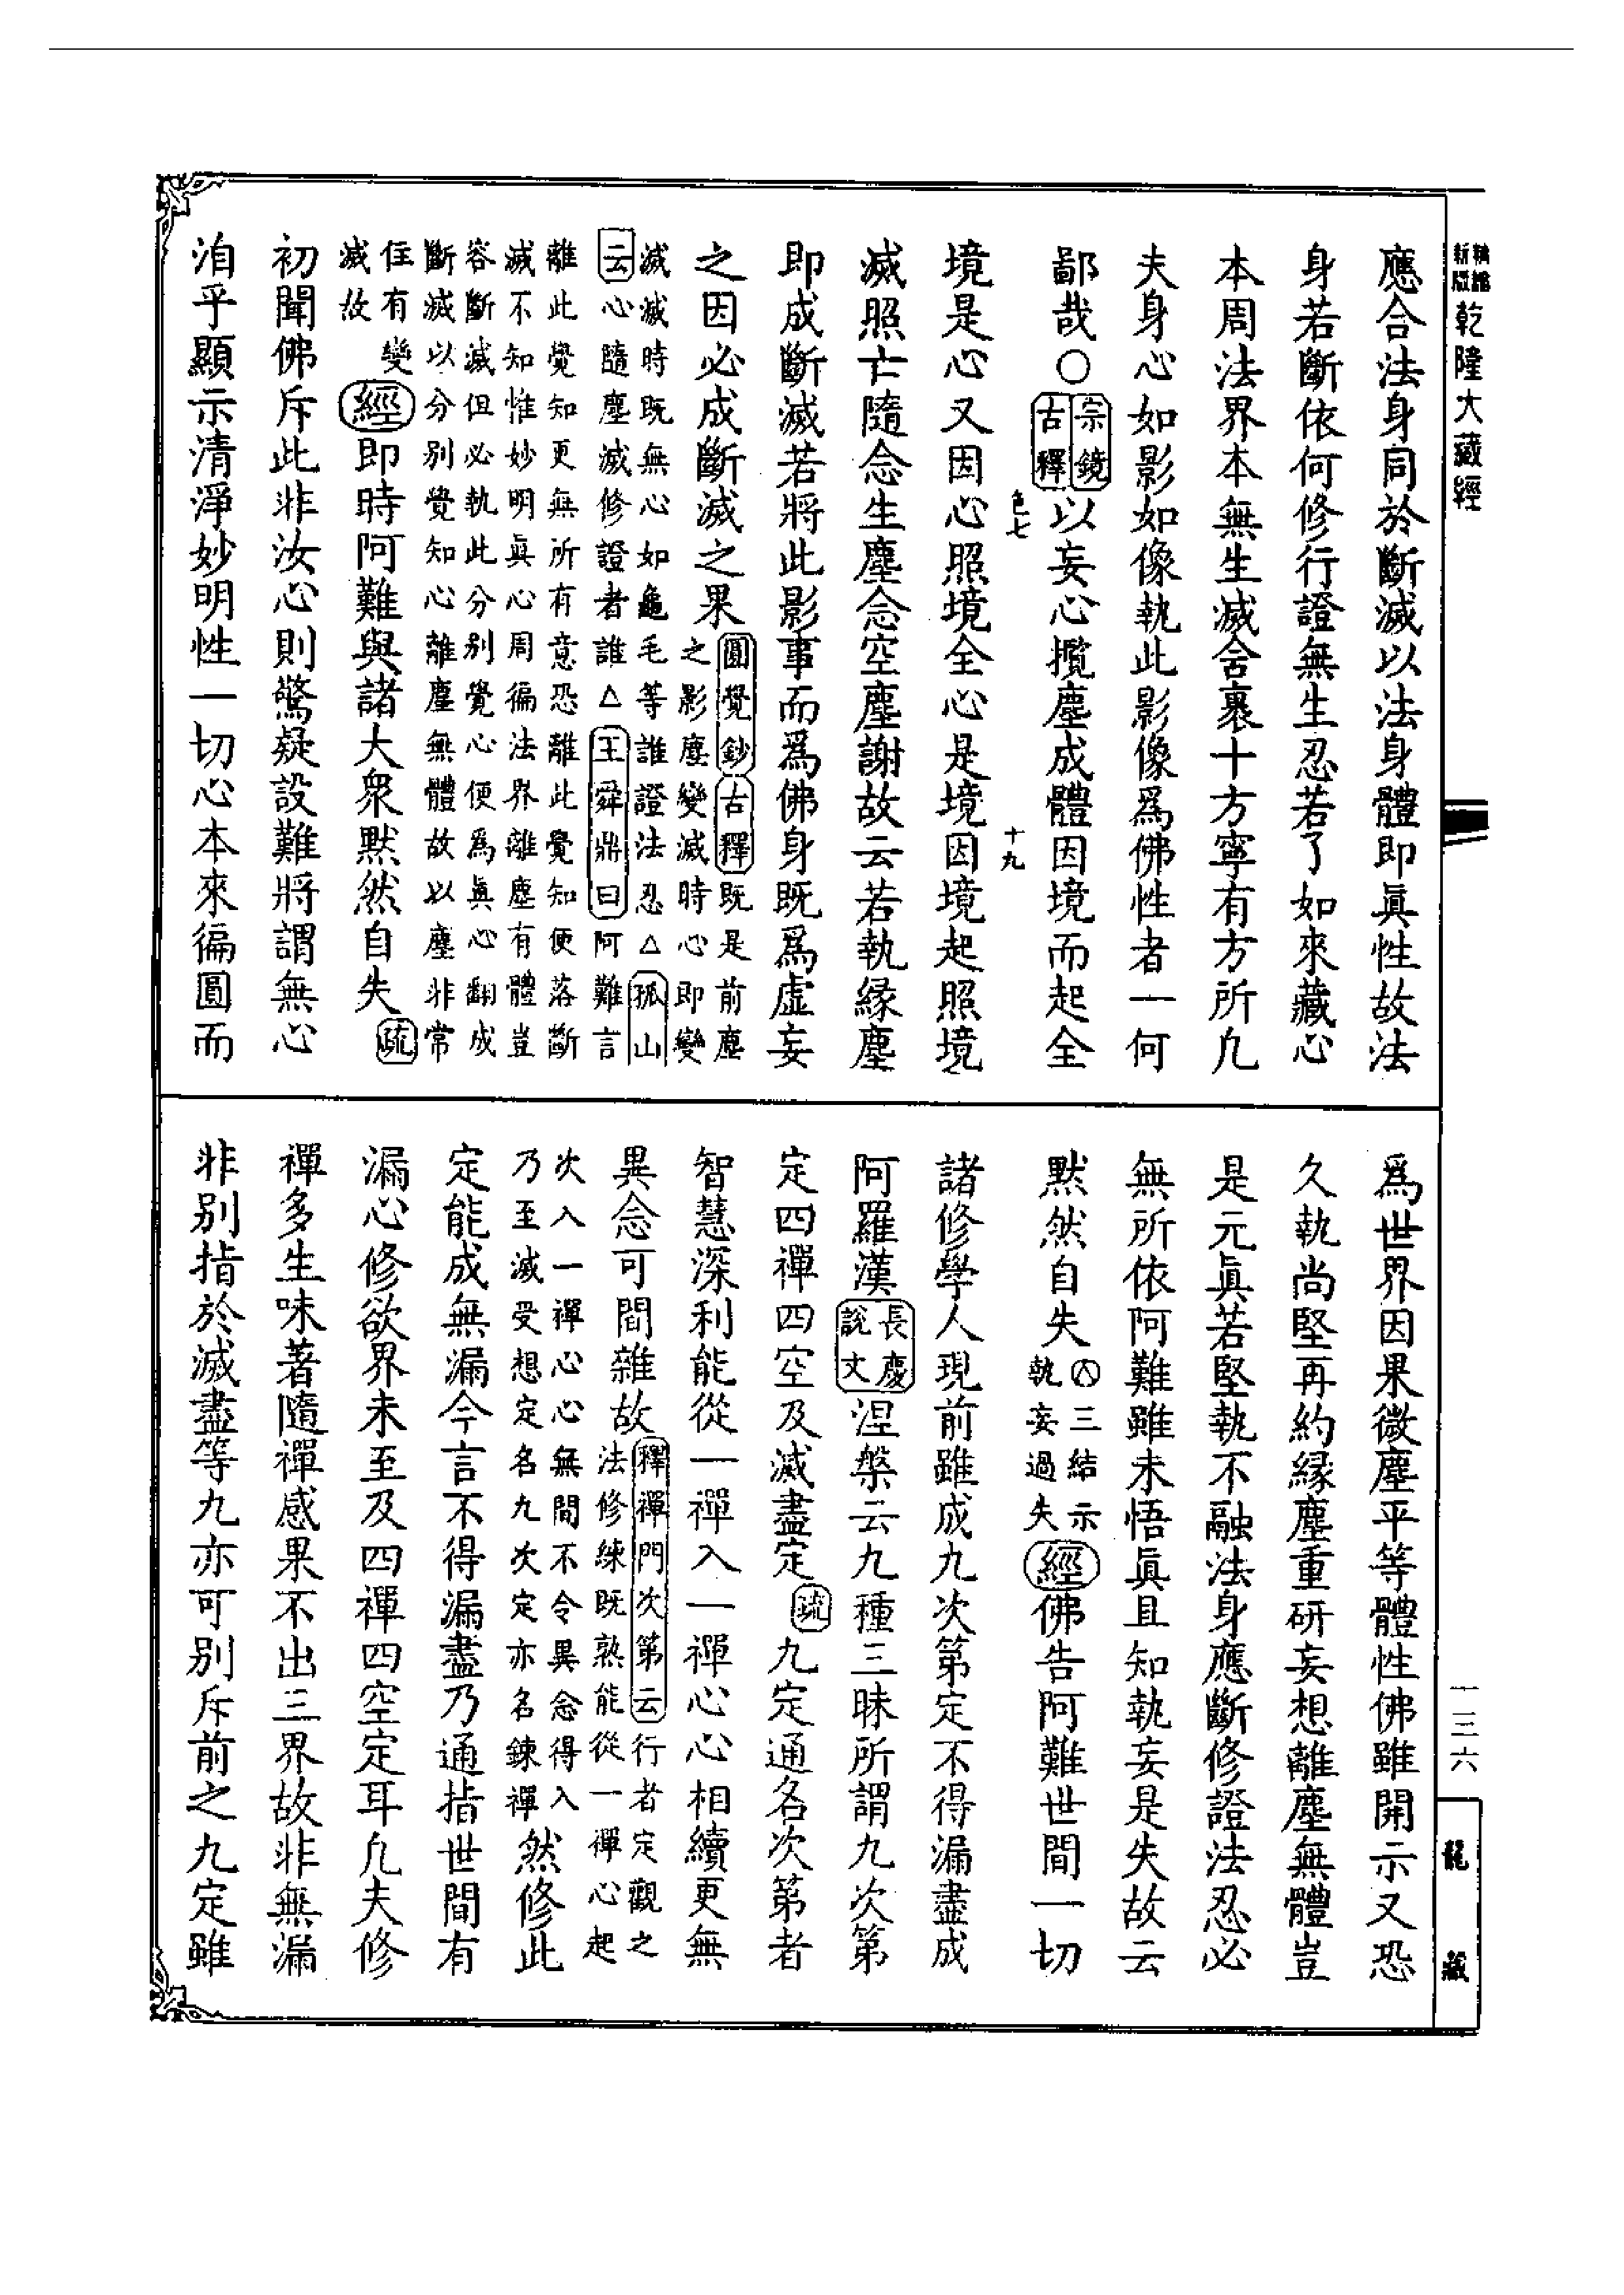 應合法身同於斷滅以法身體即眞性故法
身若斷依何修行證無生忍若了如來藏心
本周法界本無生滅含裹十方寧有方所凡
夫身心如影如像執此影像爲佛性者一何
鄙哉○宗鏡古釋以妄心攬塵成體因境而起全
境是心又因心照境全心是境因境起照境
滅照亡隨念生塵念空塵謝故云若執緣塵
即成斷滅若將此影事而爲佛身既爲虛妄
之因必成斷滅之果圓覺鈔古釋既是前塵
之影塵變滅時心即變
滅滅時既無心如龜毛等誰證法忍△孤山
云心隨塵滅修證者誰△王舜鼎曰阿難言
離此覺知更無所有意恐離此覺知便落斷
滅不知惟妙明眞心周徧法界離塵有體豈
容斷滅但必執此分別覺心便爲眞心翻成
斷滅以分別覺知心離塵無體故以塵非常
住有變
滅故
經即時阿難與諸大衆默然自失疏
初聞佛斥此非汝心則驚疑設難將謂無心
洎乎顯示清淨妙明性一切心本來徧圓而
色七
十九
爲世界因果微塵平等體性佛雖開示又恐
久執尚堅再約緣塵重研妄想離塵無體豈
是元眞若堅執不融法身應斷修證法忍必
無所依阿難雖未悟眞且知執妄是失故云
默然自失㊅三結示
執妄過失
經佛告阿難世間一切
諸修學人現前雖成九次第定不得漏盡成
阿羅漢長慶說文涅槃云九種三昧所謂九次第
定四禪四空及滅盡定疏九定通名次第者
智慧深利能從一禪入一禪心心相續更無
異念可間雜故釋禪門次第云行者定觀之
法修練既熟能從一禪心起
次入一禪心心無間不令異念得入
乃至滅受想定名九次定亦名鍊禪
然修此
定能成無漏今言不得漏盡乃通指世間有
漏心修欲界未至及四禪四空定耳凡夫修
禪多生味著隨禪感果不出三界故非無漏
非別指於滅盡等九亦可別斥前之九定雖
新版
乾隆大藏經
一三六
龍藏